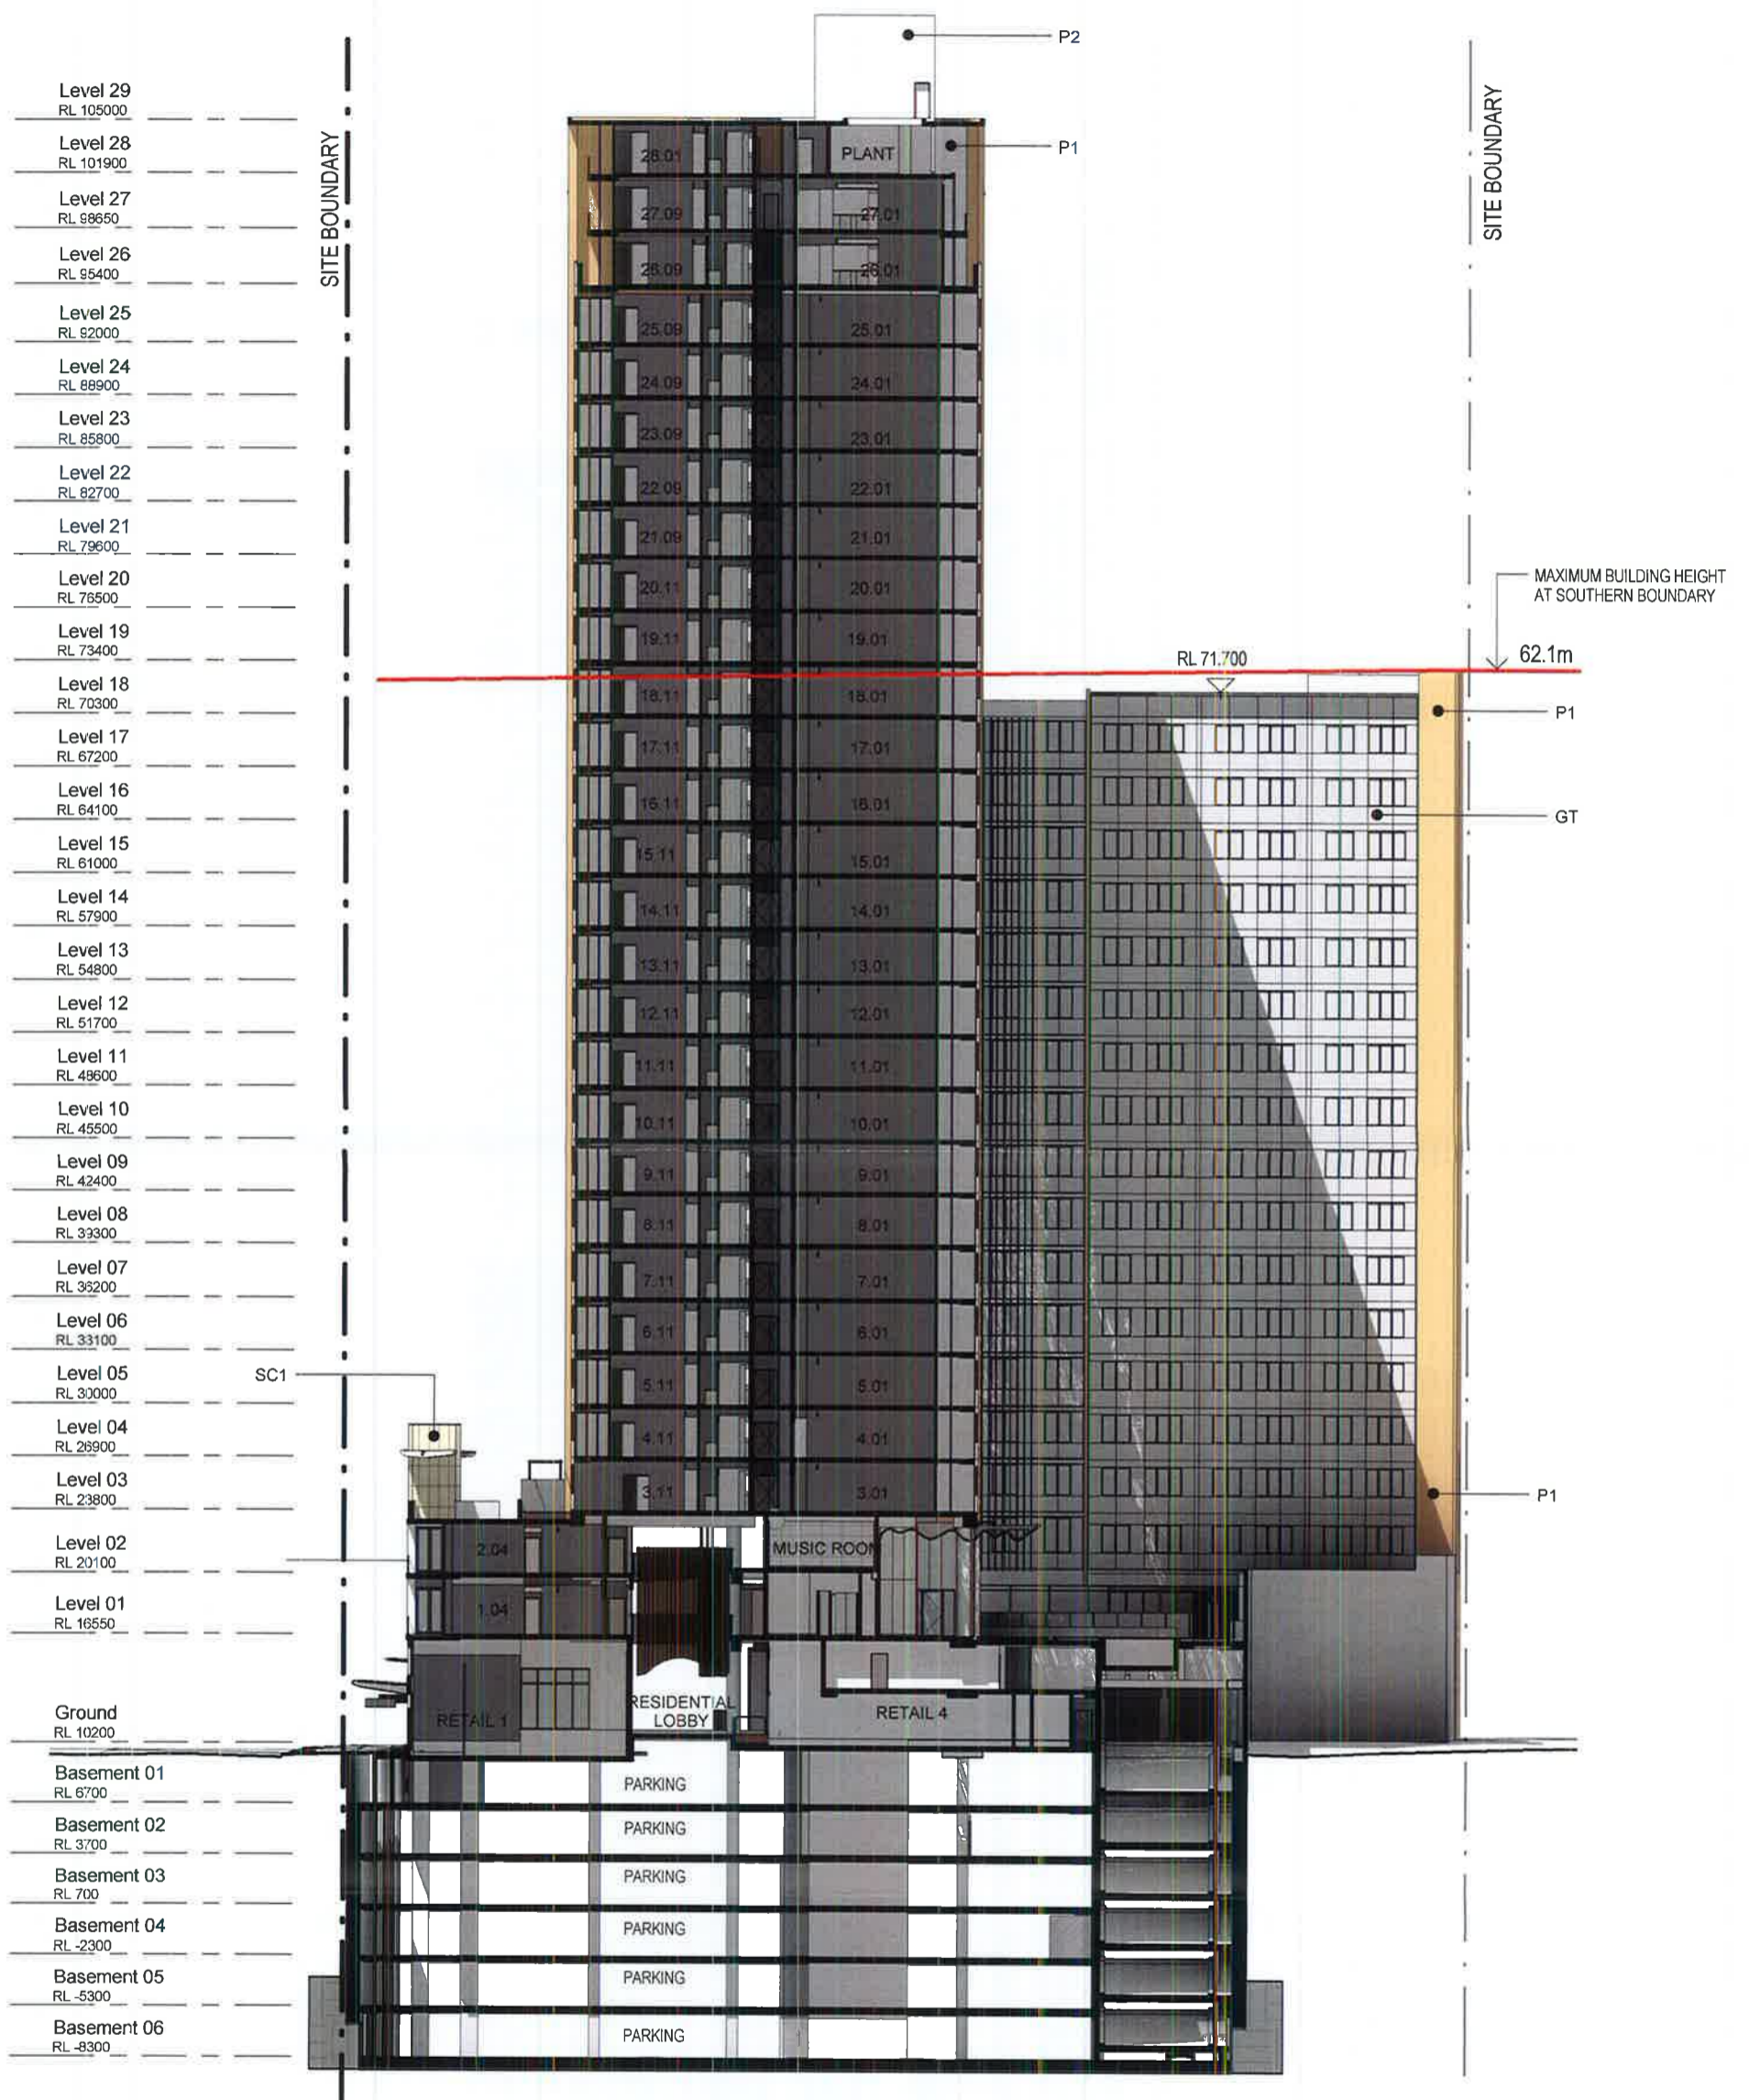 P2
Level 29
RL 105000
Level 28
RL 101900
28.01
PLANT
P1
SITE BOUNDARY
SITE BOUNDARY
Level 27
RL 98650
27.09
27.01
Level 26
RL 95400
26.09
26.01
Level 25
RL 92000
25.09
25.01
Level 24
RL 88900
24.09
24.01
Level 23
RL 85800
23.09
23.01
Level 22
RL 82700
22.09
22.01
Level 21
RL 79600
21.09
21.01
Level 20
RL 76500
20.11
20.01
MAXIMUM BUILDING HEIGHT
AT SOUTHERN BOUNDARY
Level 19
RL 73400
19.11
19.01
RL 71.700
62.1m
Level 18
RL 70300
18.11
18.01
P1
Level 17
RL 67200
17.11
17.01
Level 16
RL 64100
16.11
16.01
GT
Level 15
RL 61000
15.11
15.01
Level 14
RL 57900
14.11
14.01
Level 13
RL 54800
13.11
13.01
Level 12
RL 51700
12.11
12.01
Level 11
RL 48600
11.11
11.01
Level 10
RL 45500
10.11
10.01
Level 09
RL 42400
9.11
9.01
Level 08
RL 39300
8.11
8.01
Level 07
RL 36200
7.11
7.01
Level 06
RL 33100
6.11
6.01
Level 05
RL 30000
SC1
5.11
5.01
Level 04
RL 26900
4.11
4.01
Level 03
RL 23800
3.11
3.01
P1
Level 02
RL 20100
2.04
MUSIC ROOM
Level 01
RL 16550
1.04
Ground
RL 10200
RETAIL 1
RESIDENTIAL
LOBBY
RETAIL 4
Basement 01
RL 6700
PARKING
Basement 02
RL 3700
PARKING
Basement 03
RL 700
PARKING
Basement 04
RL -2300
PARKING
Basement 05
RL -5300
PARKING
Basement 06
RL -8300
PARKING